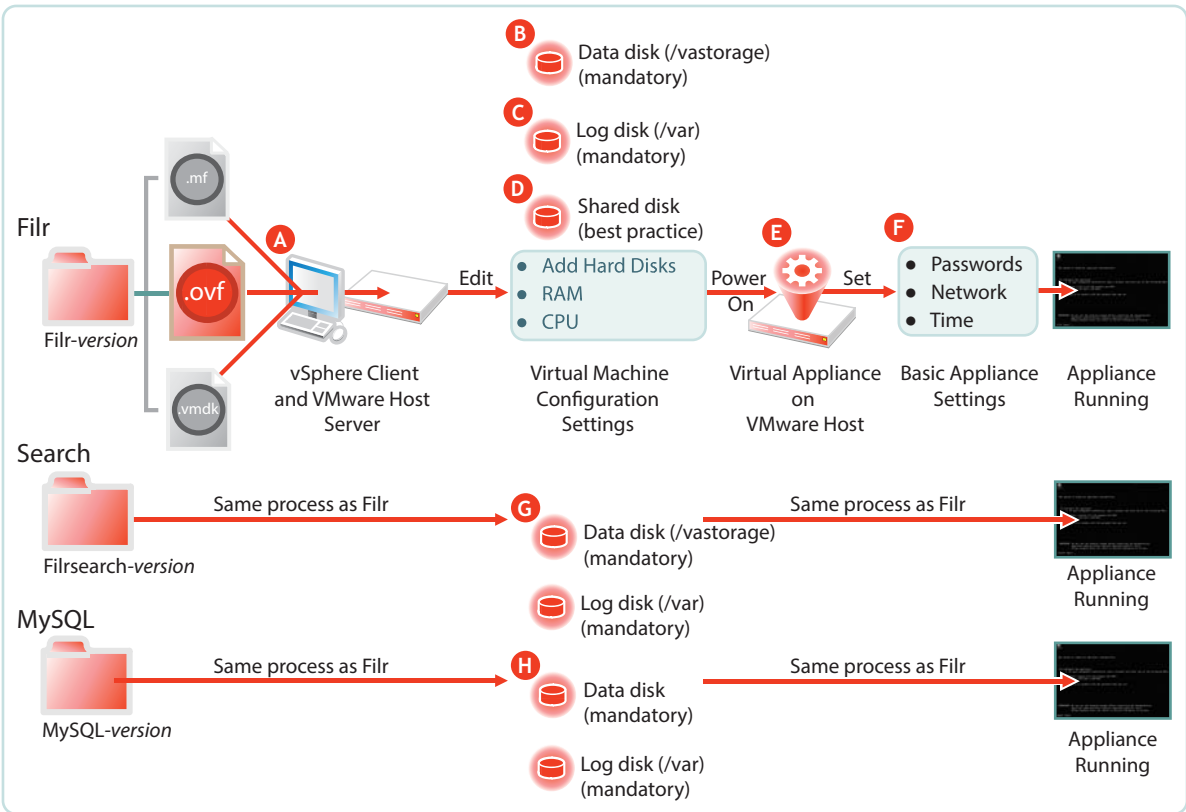 B
Data disk (/vastorage)
(mandatory)
C
Log disk (/var)
(mandatory)
D
Shared disk
(best practice)
Filr
Filr-version
.mf
.ovf
.vmdk
A
vSphere Client
and VMware Host
Server
Edit
• Add Hard Disks
• RAM
• CPU
Virtual Machine
Configuration
Settings
Power
On
E
Virtual Appliance
on
VMware Host
Set
F
• Passwords
• Network
• Time
Basic Appliance
Settings
Appliance
Running
Search
Filrsearch-version
Same process as Filr
G
Data disk (/vastorage)
(mandatory)
Log disk (/var)
(mandatory)
Same process as Filr
Appliance
Running
MySQL
MySQL-version
Same process as Filr
H
Data disk
(mandatory)
Log disk (/var)
(mandatory)
Same process as Filr
Appliance
Running